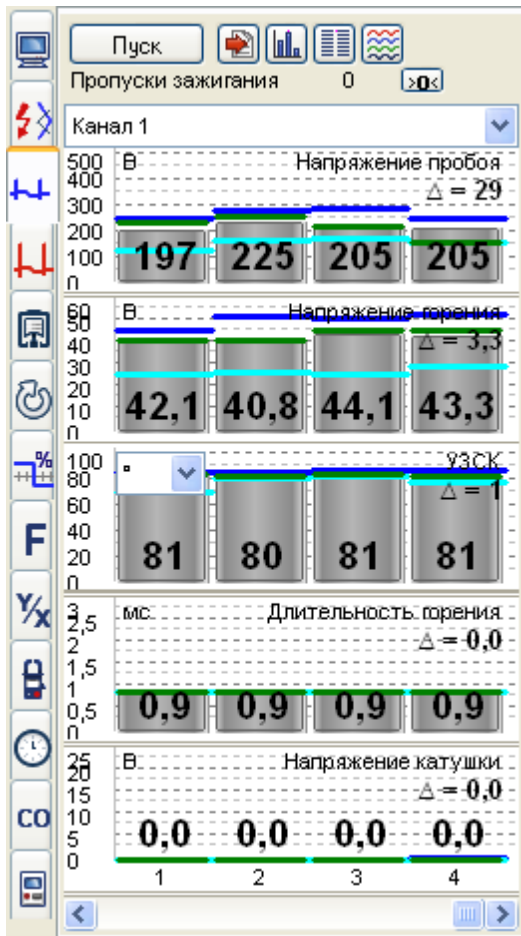 Пуск
Пропуски зажигания 0 >0<
Канал 1
500 В Напряжение пробоя
400 Δ = 29
300
200
100
0
197 225 205 205
60 В Напряжение горения
50 Δ = 3,3
40
30
20
10
0
42,1 40,8 44,1 43,3
100 ° УЗСК
80 Δ = 1
60
40
20
0
81 80 81 81
3 мс Длительность горения
2,5 Δ = 0,0
2
1,5
1
0,5
0
0,9 0,9 0,9 0,9
25 В Напряжение катушки
20 Δ = 0,0
15
10
5
0
0,0 0,0 0,0 0,0
1 2 3 4
%
F
Y/X
CO